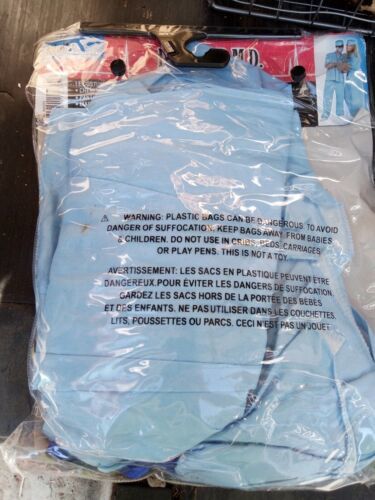 M.D.
⚠ WARNING: PLASTIC BAGS CAN BE DANGEROUS. TO AVOID
DANGER OF SUFFOCATION, KEEP BAGS AWAY FROM BABIES
& CHILDREN. DO NOT USE IN CRIBS, BEDS, CARRIAGES
OR PLAY PENS. THIS IS NOT A TOY.
AVERTISSEMENT: LES SACS EN PLASTIQUE PEUVENT ÊTRE
DANGEREUX.POUR ÉVITER LES DANGERS DE SUFFOCATION,
GARDEZ LES SACS HORS DE LA PORTÉE DES BÉBÉS
ET DES ENFANTS. NE PAS UTILISER DANS LES COUCHETTES,
LITS, POUSSETTES OU PARCS. CECI N'EST PAS UN JOUET.